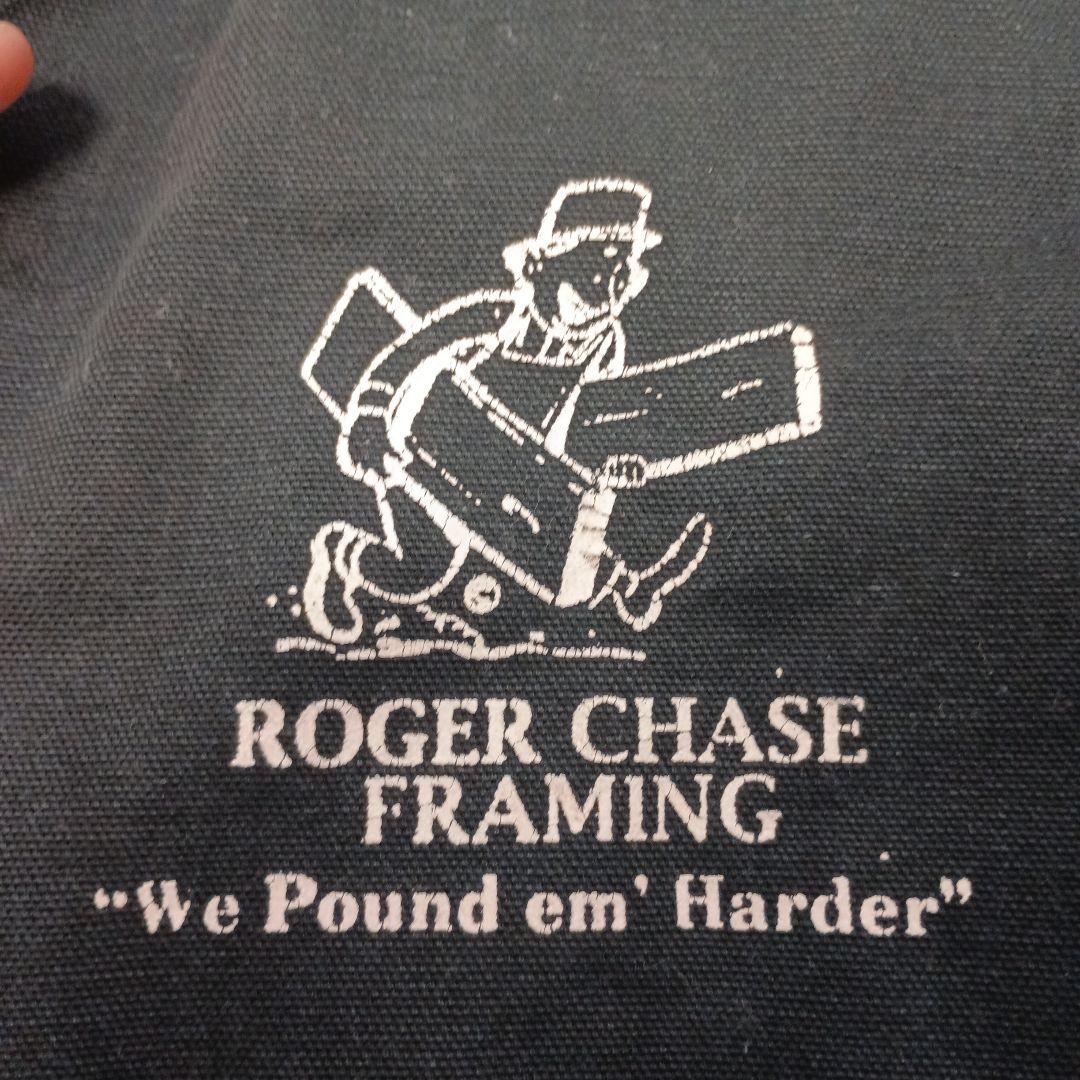 ROGER CHASE
FRAMING
“We Pound em’ Harder”